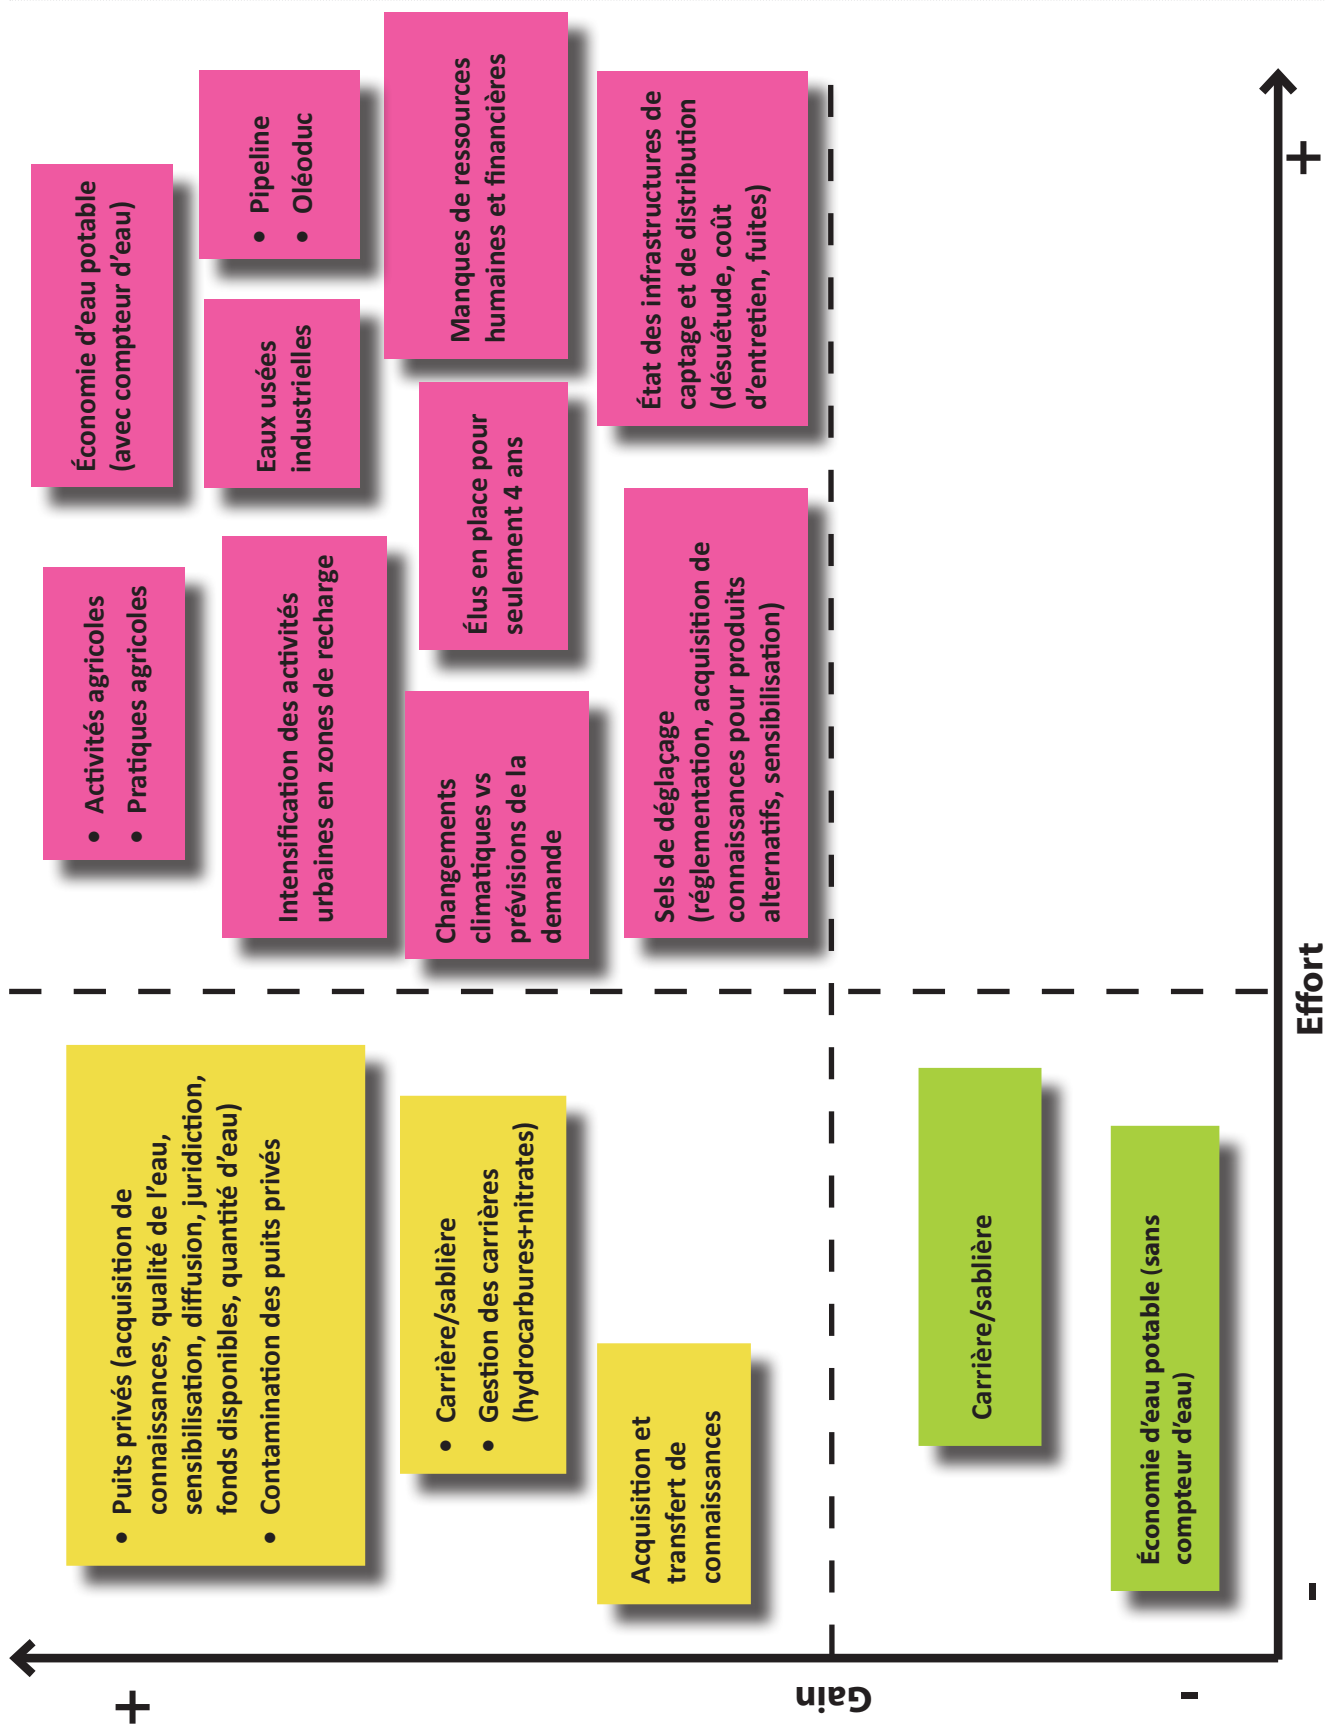 +
Gain
-
• Puits privés (acquisition de
connaissances, qualité de l'eau,
sensibilisation, diffusion, juridiction,
fonds disponibles, quantité d'eau)
• Contamination des puits privés
• Carrière/sablière
• Gestion des carrières
(hydrocarbures+nitrates)
Acquisition et
transfert de
connaissances
Carrière/sablière
Économie d'eau potable (sans
compteur d'eau)
• Activités agricoles
• Pratiques agricoles
Économie d'eau potable
(avec compteur d'eau)
Intensification des activités
urbaines en zones de recharge
Eaux usées
industrielles
• Pipeline
• Oléoduc
Changements
climatiques vs
prévisions de la
demande
Élus en place pour
seulement 4 ans
Manques de ressources
humaines et financières
Sels de déglaçage
(réglementation, acquisition de
connaissances pour produits
alternatifs, sensibilisation)
État des infrastructures de
captage et de distribution
(désuétude, coût
d'entretien, fuites)
-
Effort
+